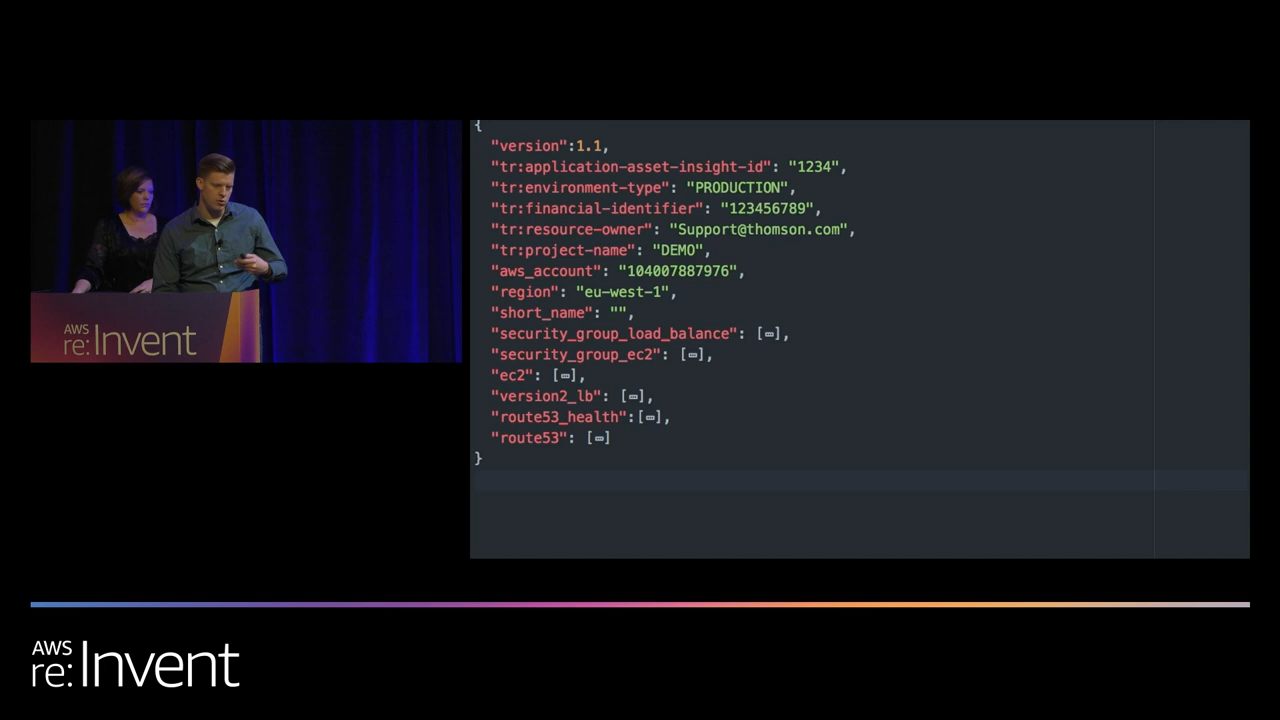 {
"version":1.1,
"tr:application-asset-insight-id": "1234",
"tr:environment-type": "PRODUCTION",
"tr:financial-identifier": "123456789",
"tr:resource-owner": "Support@thomson.com",
"tr:project-name": "DEMO",
"aws_account": "104007887976",
"region": "eu-west-1",
"short_name": "",
"security_group_load_balance": [⋯],
"security_group_ec2": [⋯],
"ec2": [⋯],
"version2_lb": [⋯],
"route53_health":[⋯],
"route53": [⋯]
}
AWS
re:Invent
AWS
re:Invent